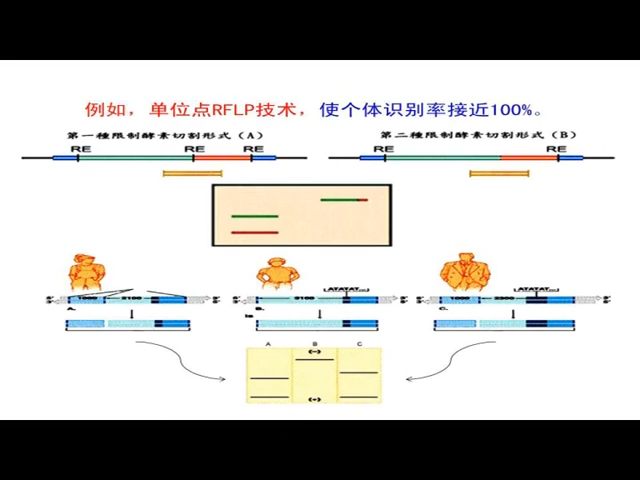 例如，单位点RFLP技术，使个体识别率接近100%。
第一種限制酵素切割形式（A）
第二種限制酵素切割形式（B）
RE RE RE
RE RE
ATATAT...
ATATAT...
1000 2100
3100
1000 2300
A.
B.
C.
A B C
(-)
(-)